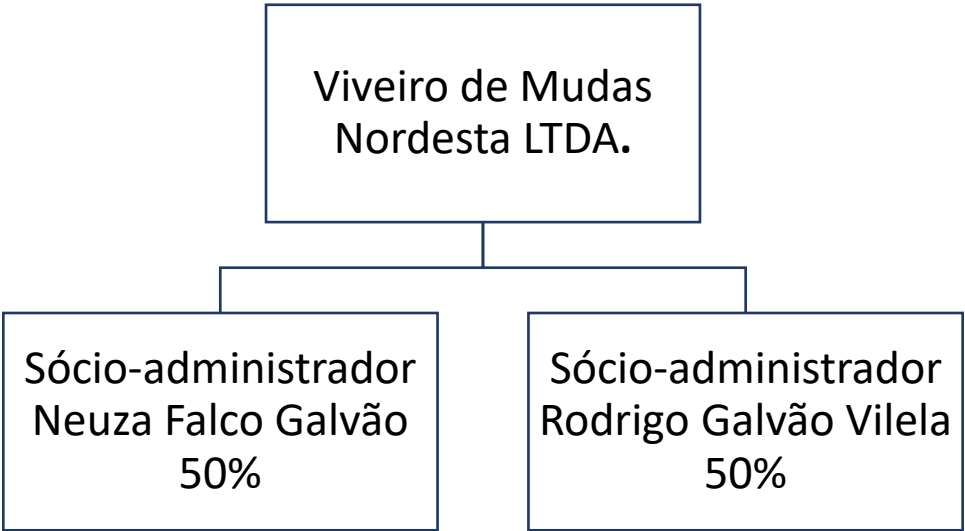 Viveiro de Mudas
Nordesta LTDA.
Sócio-administrador
Neuza Falco Galvão
50%
Sócio-administrador
Rodrigo Galvão Vilela
50%